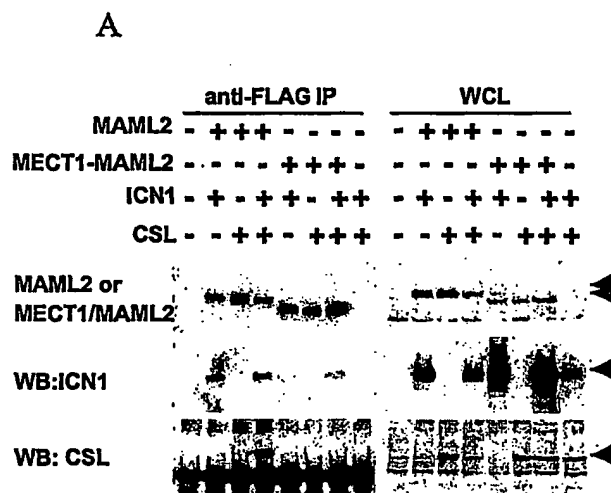 A
anti-FLAG IP WCL
MAML2 - + + + - - - - - + + + - - - -
MECT1-MAML2 - - - - + + + - - - - - + + + -
ICN1 - + - + + - + + - + - + + - + +
CSL - - + + - + + + - - + + - + + +
MAML2 or
MECT1/MAML2
WB:ICN1
WB: CSL